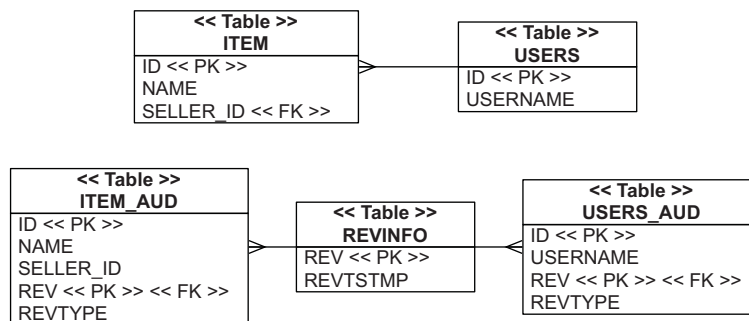 << Table >>
ITEM
ID << PK >>
NAME
SELLER_ID << FK >>
<< Table >>
USERS
ID << PK >>
USERNAME
<< Table >>
ITEM_AUD
ID << PK >>
NAME
SELLER_ID
REV << PK >> << FK >>
REVTYPE
<< Table >>
REVINFO
REV << PK >>
REVTSTMP
<< Table >>
USERS_AUD
ID << PK >>
USERNAME
REV << PK >> << FK >>
REVTYPE